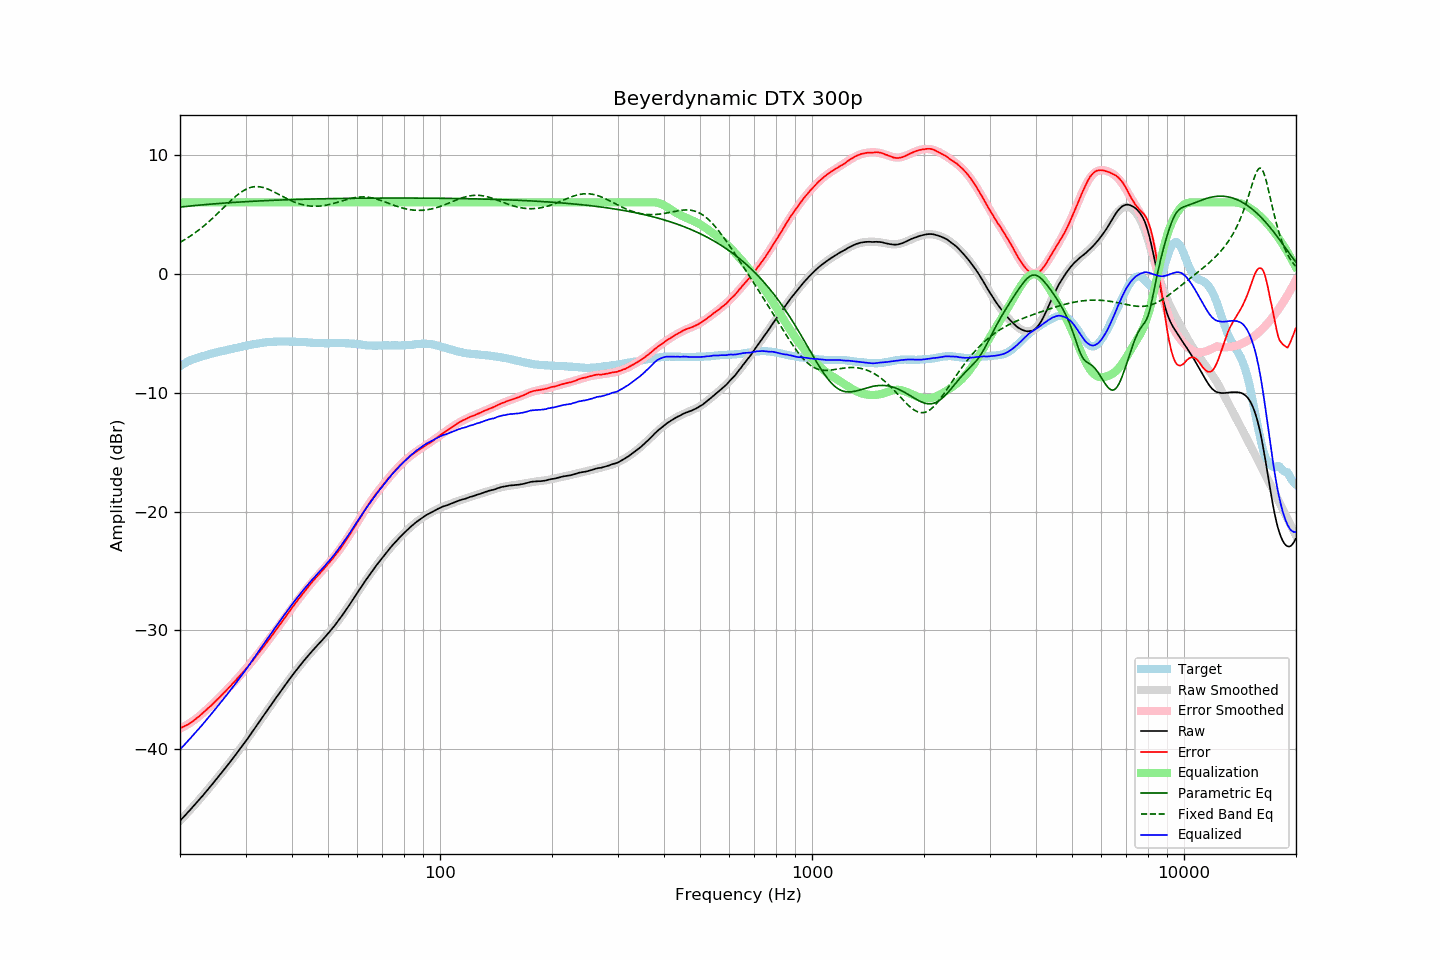 Beyerdynamic DTX 300p
Amplitude (dBr)
10
0
−10
−20
−30
−40
100
1000
10000
Frequency (Hz)
Target
Raw Smoothed
Error Smoothed
Raw
Error
Equalization
Parametric Eq
Fixed Band Eq
Equalized